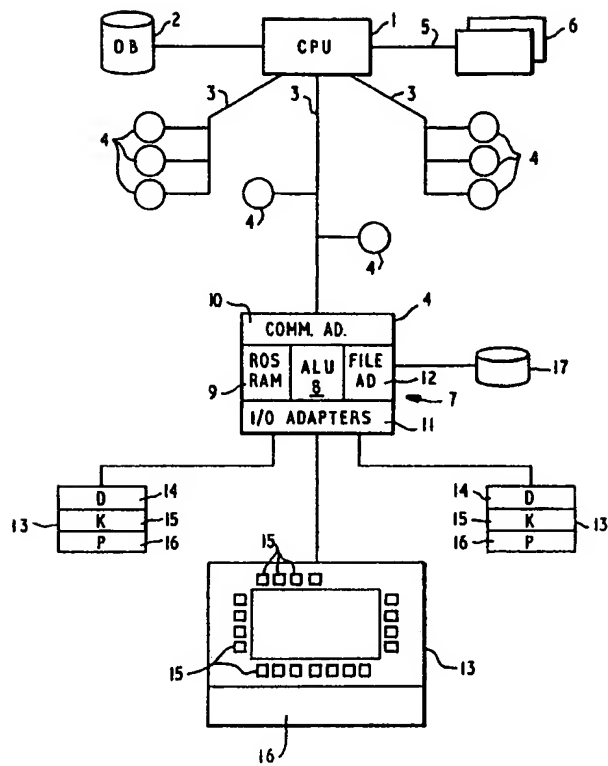 2 1 5 6
DB CPU
3 3 3
4 4
4
4
10 4
COMM. AD.
ROS RAM ALU 8 FILE AD
9 12 17
7
I/O ADAPTERS 11
D 14 14 D
13 K 15 15 K 13
P 16 16 P
15
13
15
16